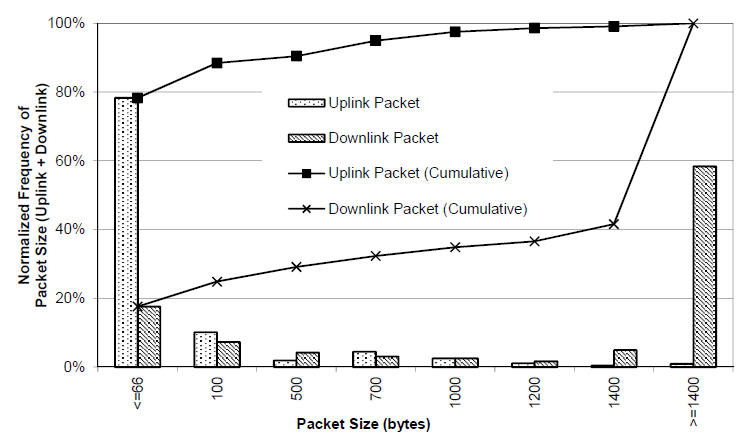 Normalized Frequency of
Packet Size (Uplink + Downlink)
100%
80%
60%
40%
20%
0%
Uplink Packet
Downlink Packet
Uplink Packet (Cumulative)
Downlink Packet (Cumulative)
<=66
100
500
700
1000
1200
1400
>=1400
Packet Size (bytes)